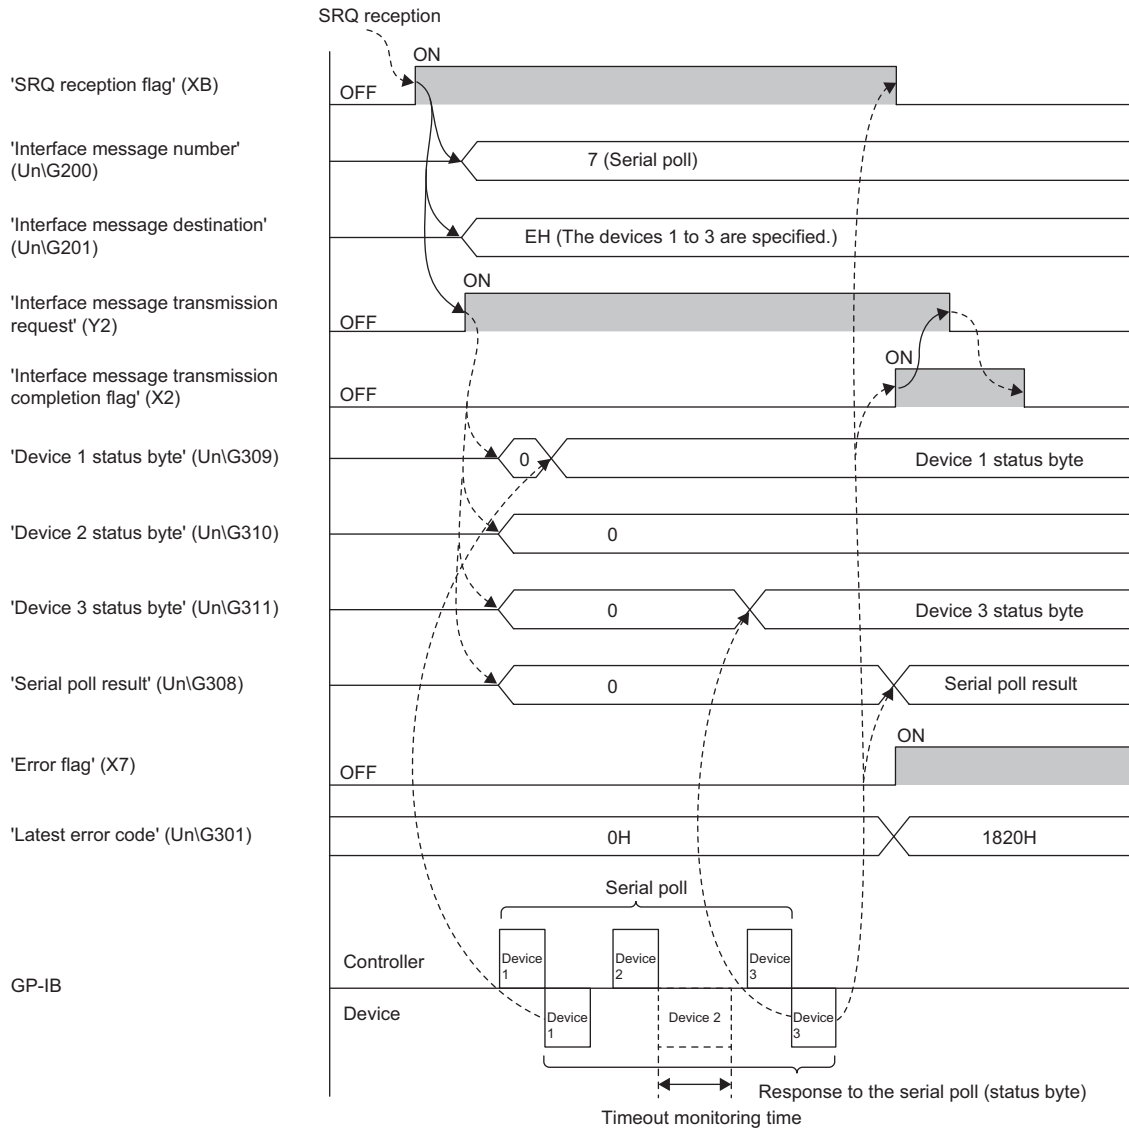 SRQ reception
ON
'SRQ reception flag' (XB)
OFF
'Interface message number'
(Un\G200)
7 (Serial poll)
'Interface message destination'
(Un\G201)
EH (The devices 1 to 3 are specified.)
ON
'Interface message transmission
request' (Y2)
OFF
ON
'Interface message transmission
completion flag' (X2)
OFF
'Device 1 status byte' (Un\G309)
0
Device 1 status byte
'Device 2 status byte' (Un\G310)
0
'Device 3 status byte' (Un\G311)
0
Device 3 status byte
'Serial poll result' (Un\G308)
0
Serial poll result
ON
'Error flag' (X7)
OFF
'Latest error code' (Un\G301)
0H
1820H
Serial poll
Controller
Device
1
Device
2
Device
3
GP-IB
Device
Device
1
Device 2
Device
3
Response to the serial poll (status byte)
Timeout monitoring time